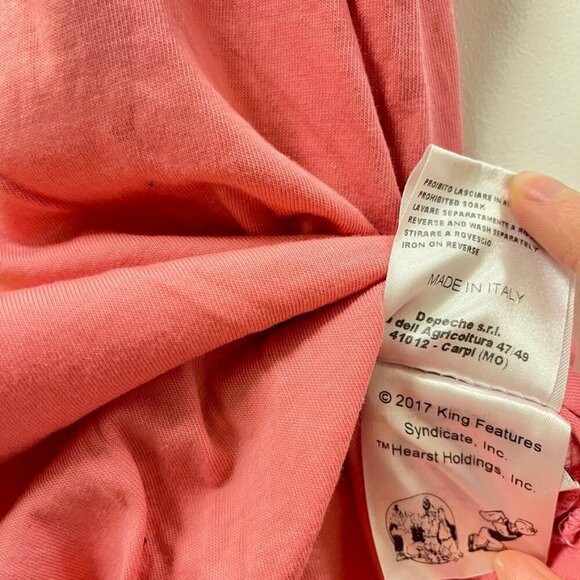 PROIBITO LASCIARE IN
PROHIBITED SOAK
LAVARE SEPARATAMENTE A
REVERSE AND WASH SEPARATELY
STIRARE A ROVESCIO
IRON ON REVERSE
MADE IN ITALY
Depeche s.r.l.
dell Agricoltura 47/49
41012 - Carpi (MO)
© 2017 King Features
Syndicate, Inc.
™Hearst Holdings, Inc.